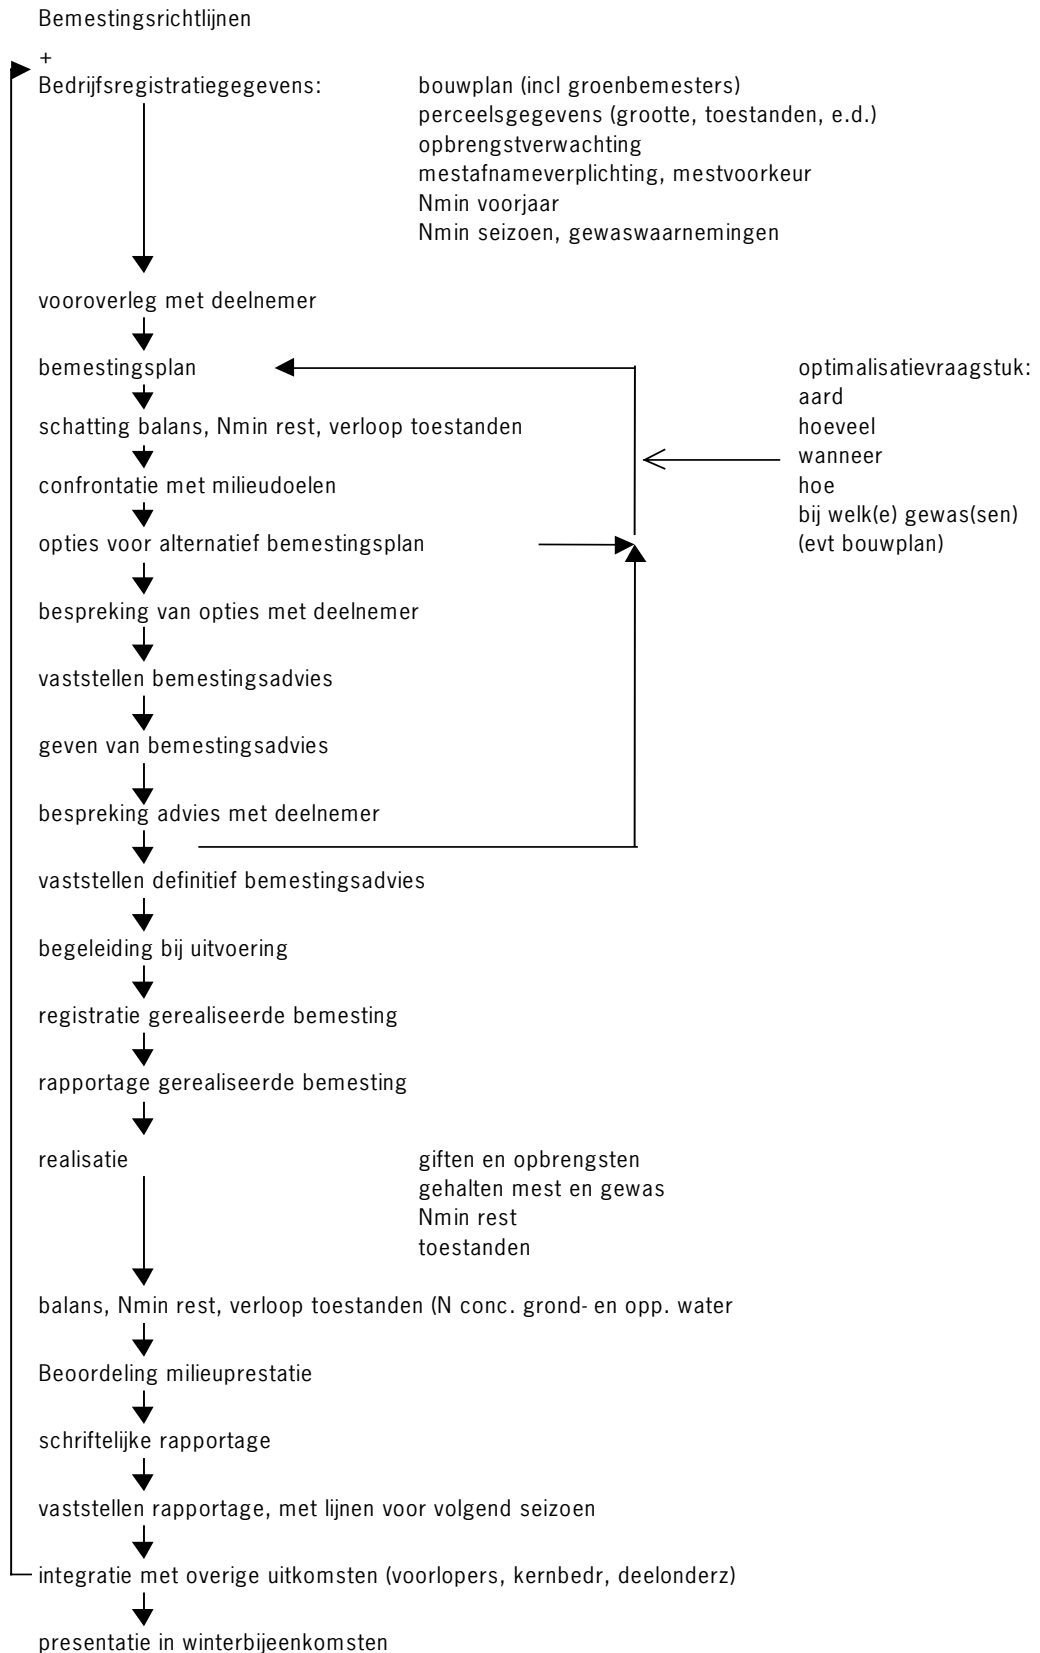 Bemestingsrichtlijnen
+
Bedrijfsregistratiegegevens:
bouwplan (incl groenbemesters)
perceelsgegevens (grootte, toestanden, e.d.)
opbrengstverwachting
mestafnameverplichting, mestvoorkeur
Nmin voorjaar
Nmin seizoen, gewaswaarnemingen
vooroverleg met deelnemer
bemestingsplan
schatting balans, Nmin rest, verloop toestanden
confrontatie met milieudoelen
opties voor alternatief bemestingsplan
optimalisatievraagstuk:
aard
hoeveel
wanneer
hoe
bij welk(e) gewas(sen)
(evt bouwplan)
bespreking van opties met deelnemer
vaststellen bemestingsadvies
geven van bemestingsadvies
bespreking advies met deelnemer
vaststellen definitief bemestingsadvies
begeleiding bij uitvoering
registratie gerealiseerde bemesting
rapportage gerealiseerde bemesting
realisatie
giften en opbrengsten
gehalten mest en gewas
Nmin rest
toestanden
balans, Nmin rest, verloop toestanden (N conc. grond- en opp. water
Beoordeling milieuprestatie
schriftelijke rapportage
vaststellen rapportage, met lijnen voor volgend seizoen
integratie met overige uitkomsten (voorlopers, kernbedr, deelonderz)
presentatie in winterbijeenkomsten